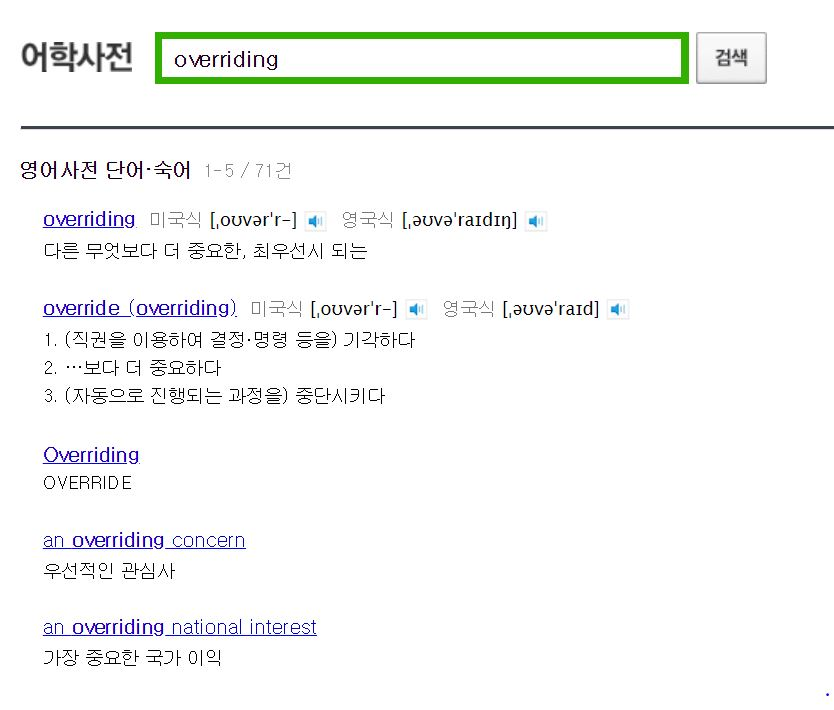 어학사전 overriding 검색
영어사전 단어·숙어 1-5 / 71건
overriding 미국식 [ˌoʊvərˈr-] 영국식 [ˌəʊvəˈraɪdɪŋ]
다른 무엇보다 더 중요한, 최우선시 되는
override (overriding) 미국식 [ˌoʊvərˈr-] 영국식 [ˌəʊvəˈraɪd]
1. (직권을 이용하여 결정·명령 등을) 기각하다
2. …보다 더 중요하다
3. (자동으로 진행되는 과정을) 중단시키다
Overriding
OVERRIDE
an overriding concern
우선적인 관심사
an overriding national interest
가장 중요한 국가 이익